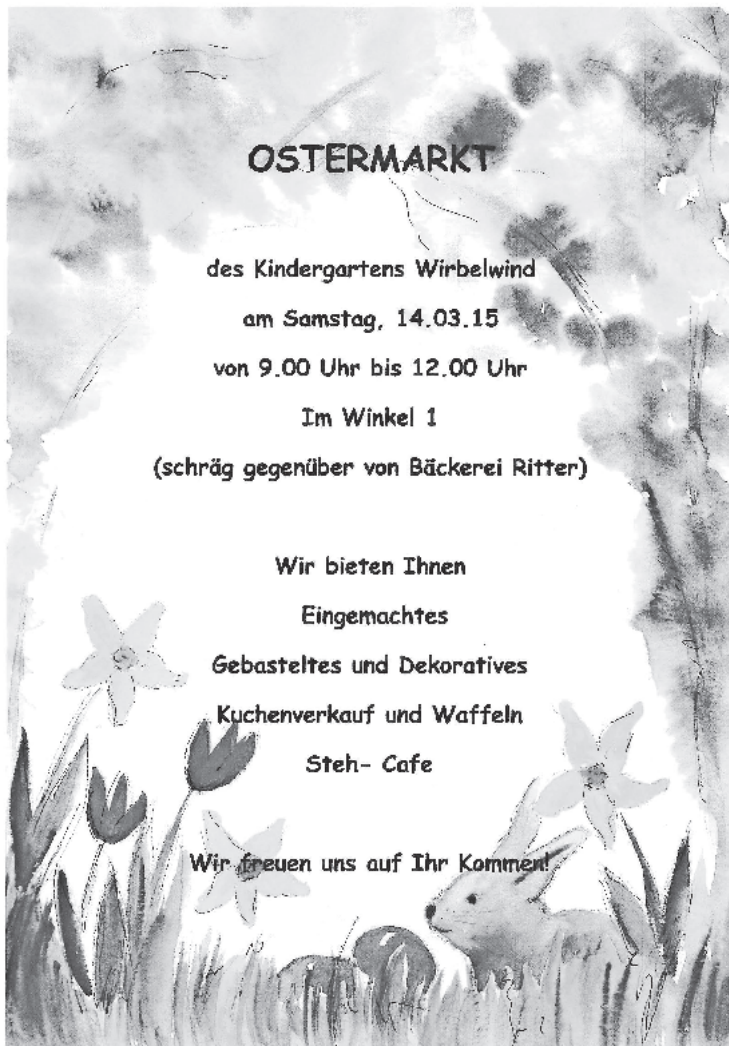 OSTERMARKT
des Kindergartens Wirbelwind
am Samstag, 14.03.15
von 9.00 Uhr bis 12.00 Uhr
Im Winkel 1
(schräg gegenüber von Bäckerei Ritter)
Wir bieten Ihnen
Eingemachtes
Gebasteltes und Dekoratives
Kuchenverkauf und Waffeln
Steh- Cafe
Wir freuen uns auf Ihr Kommen!